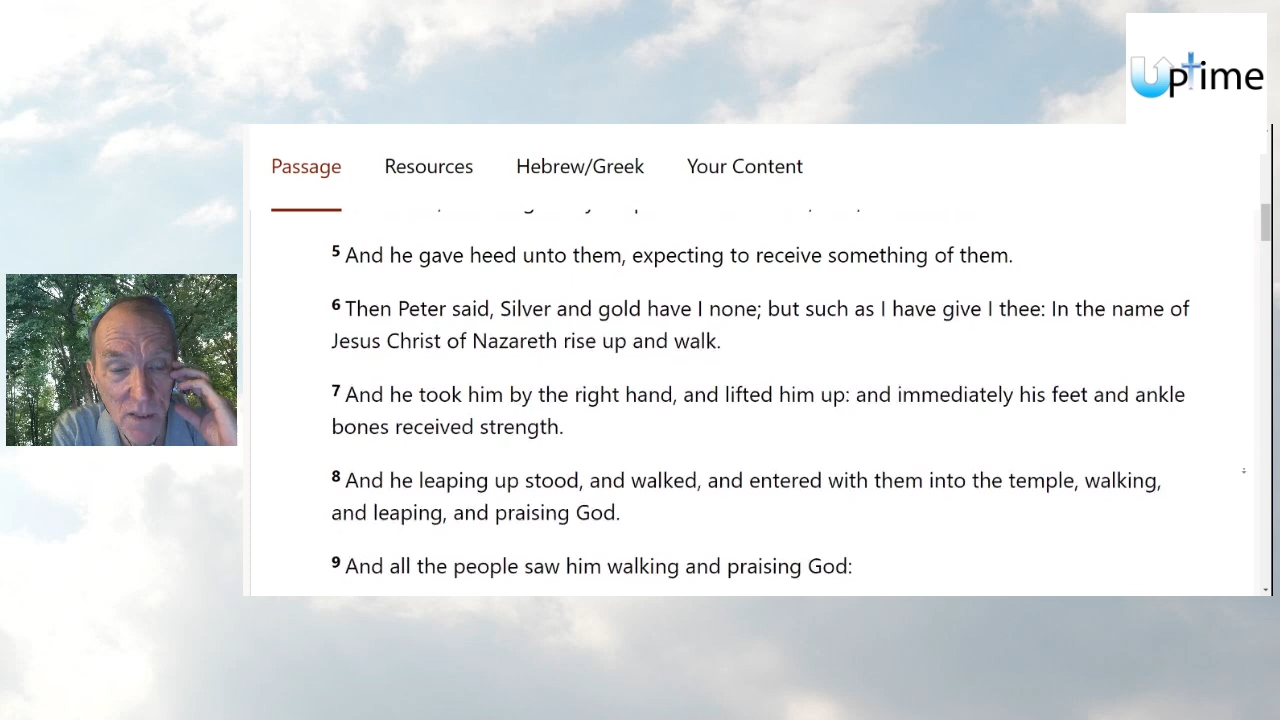 Uptime
Passage Resources Hebrew/Greek Your Content
5 And he gave heed unto them, expecting to receive something of them.
6 Then Peter said, Silver and gold have I none; but such as I have give I thee: In the name of
Jesus Christ of Nazareth rise up and walk.
7 And he took him by the right hand, and lifted him up: and immediately his feet and ankle
bones received strength.
8 And he leaping up stood, and walked, and entered with them into the temple, walking,
and leaping, and praising God.
9 And all the people saw him walking and praising God: